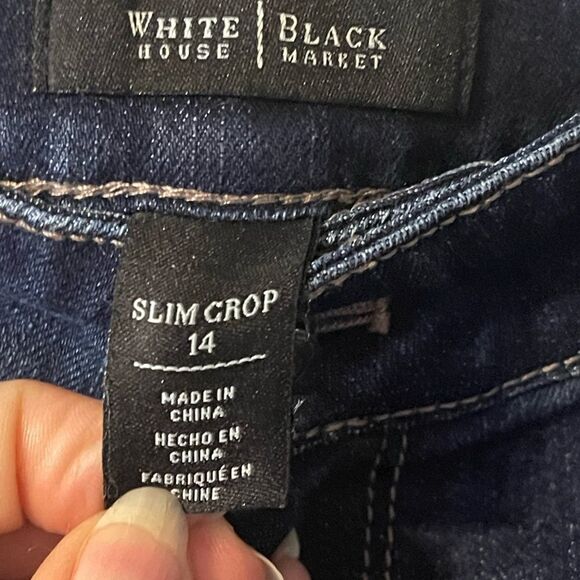 WHITE | BLACK
HOUSE | MARKET
SLIM CROP
14
MADE IN
CHINA
HECHO EN
CHINA
FABRIQUÉ EN
CHINE